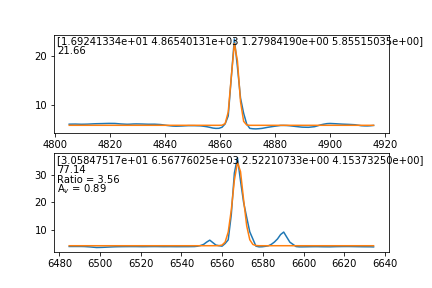 [1.69241334e+01 4.86540131e+03 1.27984190e+00 5.85515035e+00]
21.66
20
10
4800 4820 4840 4860 4880 4900 4920
[3.05847517e+01 6.56776025e+03 2.52210733e+00 4.15373250e+00]
77.14
Ratio = 3.56
Aν = 0.89
30
20
10
6480 6500 6520 6540 6560 6580 6600 6620 6640